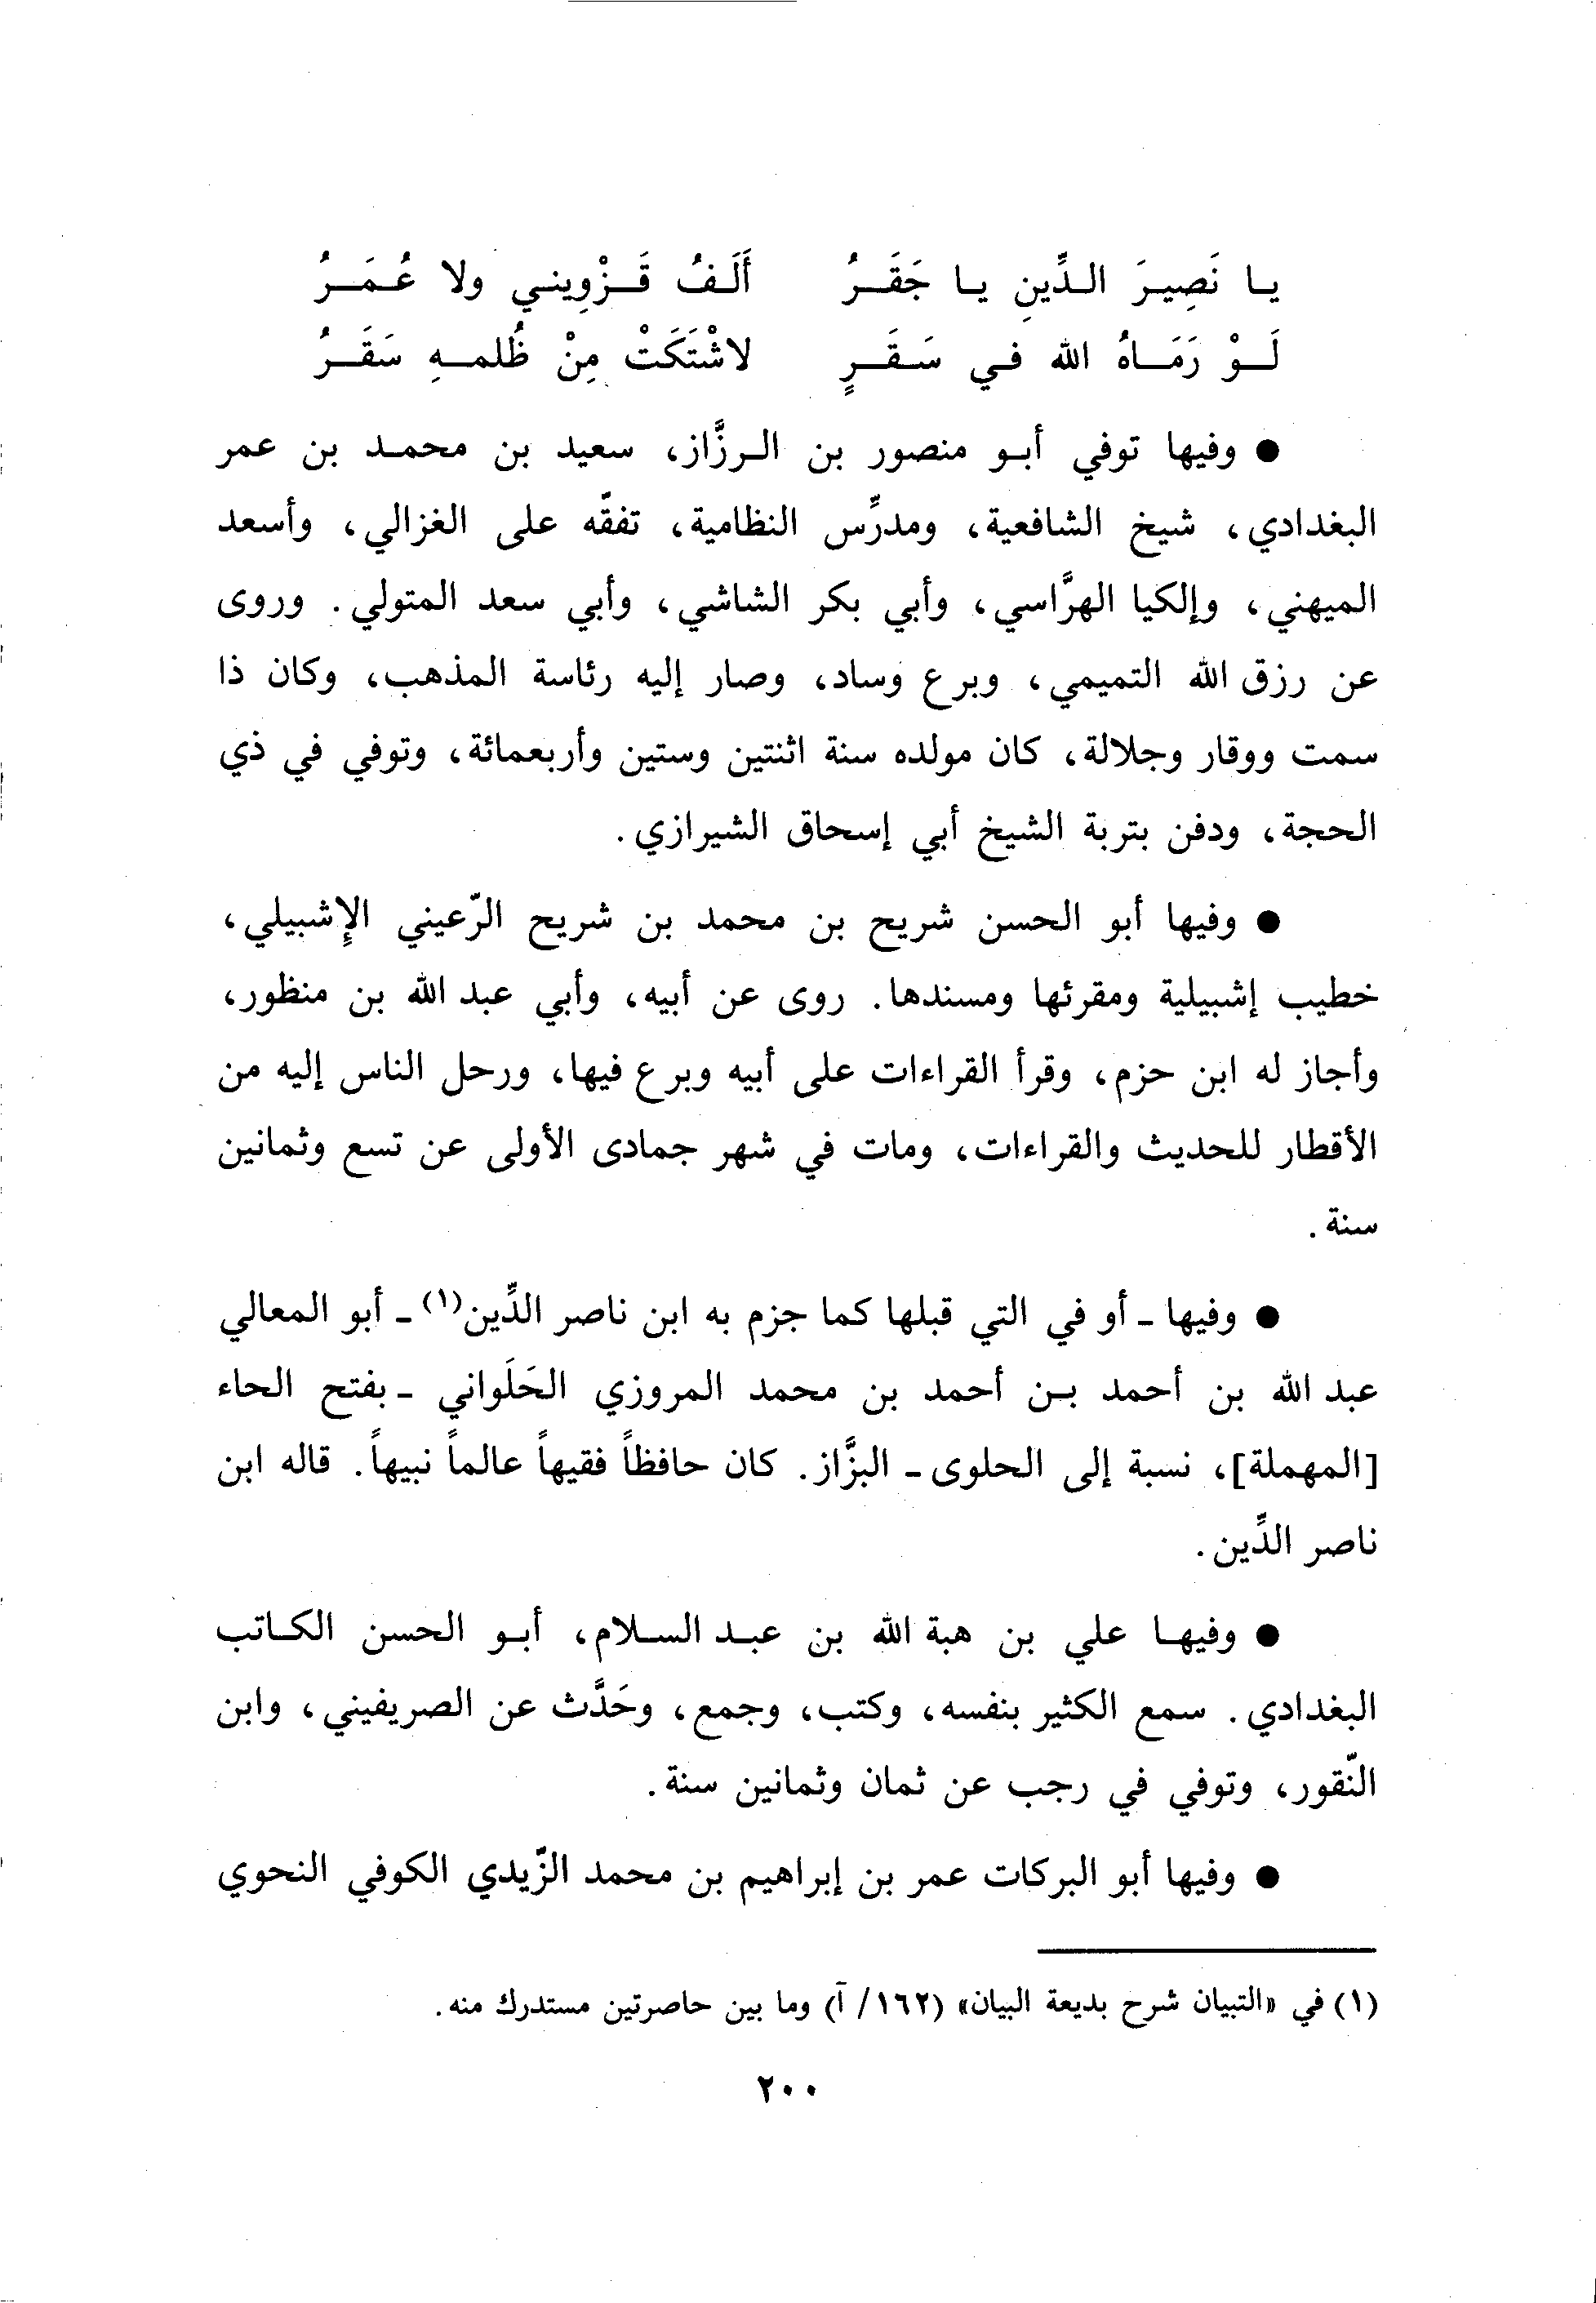 يا نَصِيرَ الدِّينِ يا جَقَرُ أَلَفُ قَزْوِيني ولا عُمَرُ
لَوْ رَمَاهُ الله في سَقَرٍ لاشْتَكَتْ مِنْ ظُلمهِ سَقَرُ
● وفيها توفي أبو منصور بن الرزَّاز، سعيد بن محمد بن عمر
البغدادي، شيخ الشافعية، ومدرِّس النظامية، تفقّه على الغزالي، وأسعد
الميهني، وإلكيا الهرَّاسي، وأبي بكر الشاشي، وأبي سعد المتولي. وروى
عن رزق الله التميمي، وبرع وساد، وصار إليه رئاسة المذهب، وكان ذا
سمت ووقار وجلالة، كان مولده سنة اثنتين وستين وأربعمائة، وتوفي في ذي
الحجة، ودفن بتربة الشيخ أبي إسحاق الشيرازي.
● وفيها أبو الحسن شريح بن محمد بن شريح الرّعيني الإشبيلي،
خطيب إشبيلية ومقرئها ومسندها. روى عن أبيه، وأبي عبد الله بن منظور،
وأجاز له ابن حزم، وقرأ القراءات على أبيه وبرع فيها، ورحل الناس إليه من
الأقطار للحديث والقراءات، ومات في شهر جمادى الأولى عن تسع وثمانين
سنة.
● وفيها ـ أو في التي قبلها كما جزم به ابن ناصر الدِّين(١) ـ أبو المعالي
عبد الله بن أحمد بن أحمد بن محمد المروزي الحَلَواني ـ بفتح الحاء
[المهملة]، نسبة إلى الحلوى ـ البزَّاز. كان حافظاً فقيهاً عالماً نبيهاً. قاله ابن
ناصر الدِّين.
● وفيها علي بن هبة الله بن عبد السلام، أبو الحسن الكاتب
البغدادي. سمع الكثير بنفسه، وكتب، وجمع، وحَدَّث عن الصريفيني، وابن
النّقور، وتوفي في رجب عن ثمان وثمانين سنة.
● وفيها أبو البركات عمر بن إبراهيم بن محمد الزّيدي الكوفي النحوي
(١) في «التبيان شرح بديعة البيان» (١٦٢/ آ) وما بين حاصرتين مستدرك منه.
٢٠٠